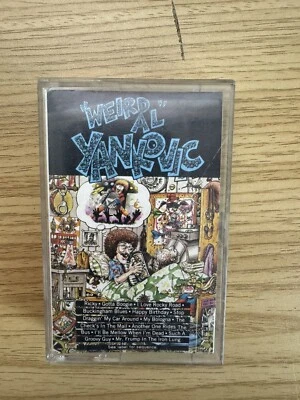 "WEIRD"
AL
YANKOVIC
Ricky • Gotta Boogie • I Love Rocky Road •
Buckingham Blues • Happy Birthday • Stop
Draggin' My Car Around • My Bologna • The
Check's In The Mail • Another One Rides The
Bus • I'll Be Mellow When I'm Dead • Such A
Groovy Guy • Mr. Frump In The Iron Lung